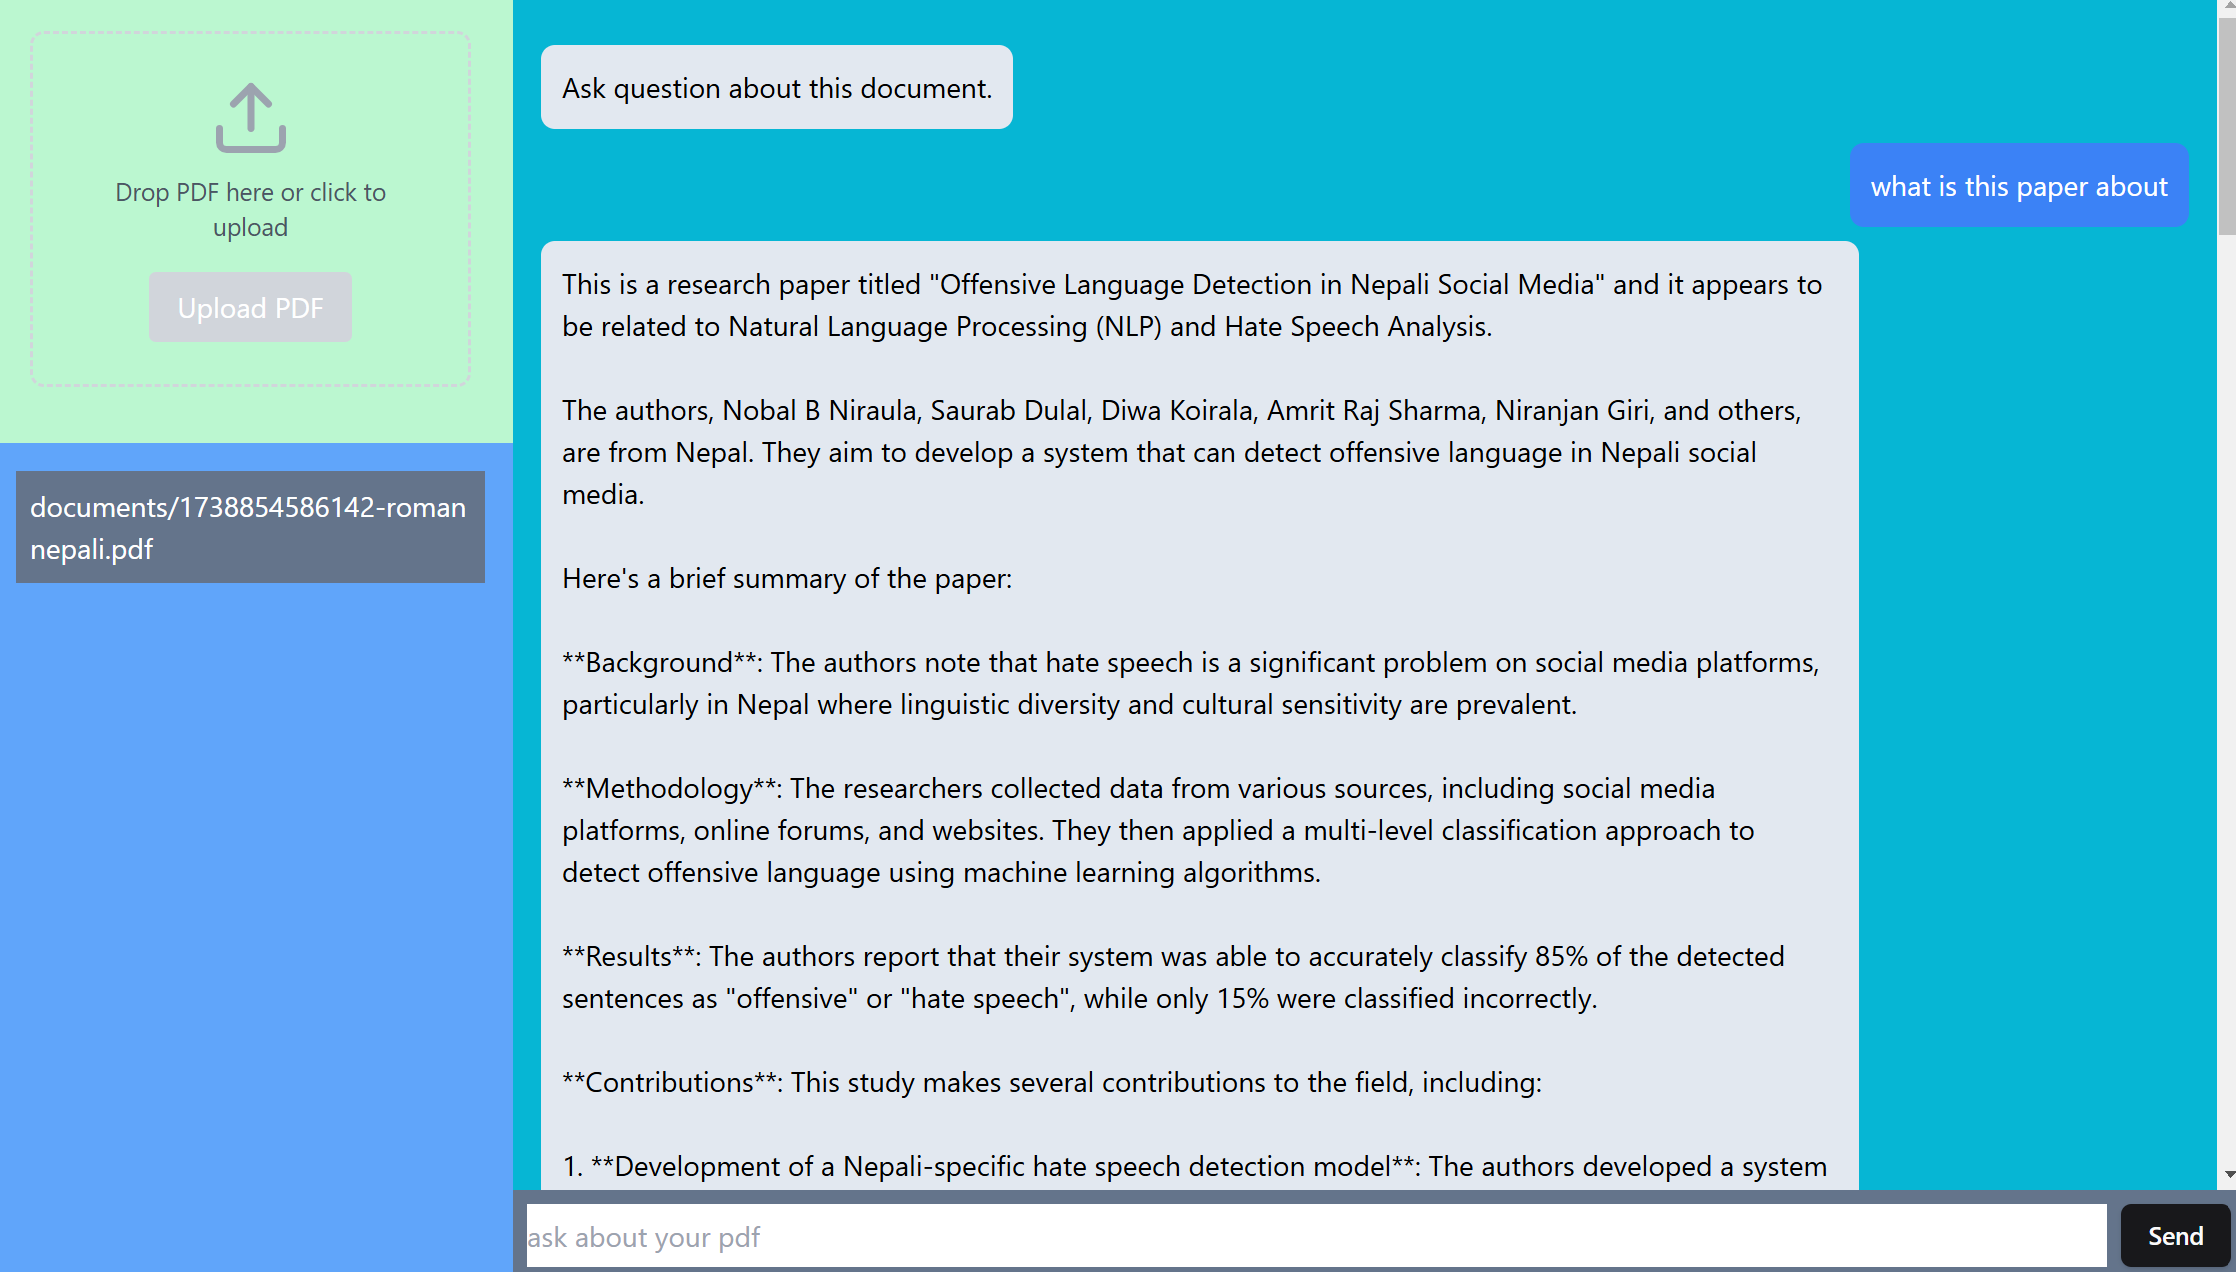 Drop PDF here or click to
upload
Upload PDF
documents/1738854586142-roman
nepali.pdf
Ask question about this document.
what is this paper about
This is a research paper titled "Offensive Language Detection in Nepali Social Media" and it appears to
be related to Natural Language Processing (NLP) and Hate Speech Analysis.
The authors, Nobal B Niraula, Saurab Dulal, Diwa Koirala, Amrit Raj Sharma, Niranjan Giri, and others,
are from Nepal. They aim to develop a system that can detect offensive language in Nepali social
media.
Here's a brief summary of the paper:
**Background**: The authors note that hate speech is a significant problem on social media platforms,
particularly in Nepal where linguistic diversity and cultural sensitivity are prevalent.
**Methodology**: The researchers collected data from various sources, including social media
platforms, online forums, and websites. They then applied a multi-level classification approach to
detect offensive language using machine learning algorithms.
**Results**: The authors report that their system was able to accurately classify 85% of the detected
sentences as "offensive" or "hate speech", while only 15% were classified incorrectly.
**Contributions**: This study makes several contributions to the field, including:
1. **Development of a Nepali-specific hate speech detection model**: The authors developed a system
ask about your pdf
Send